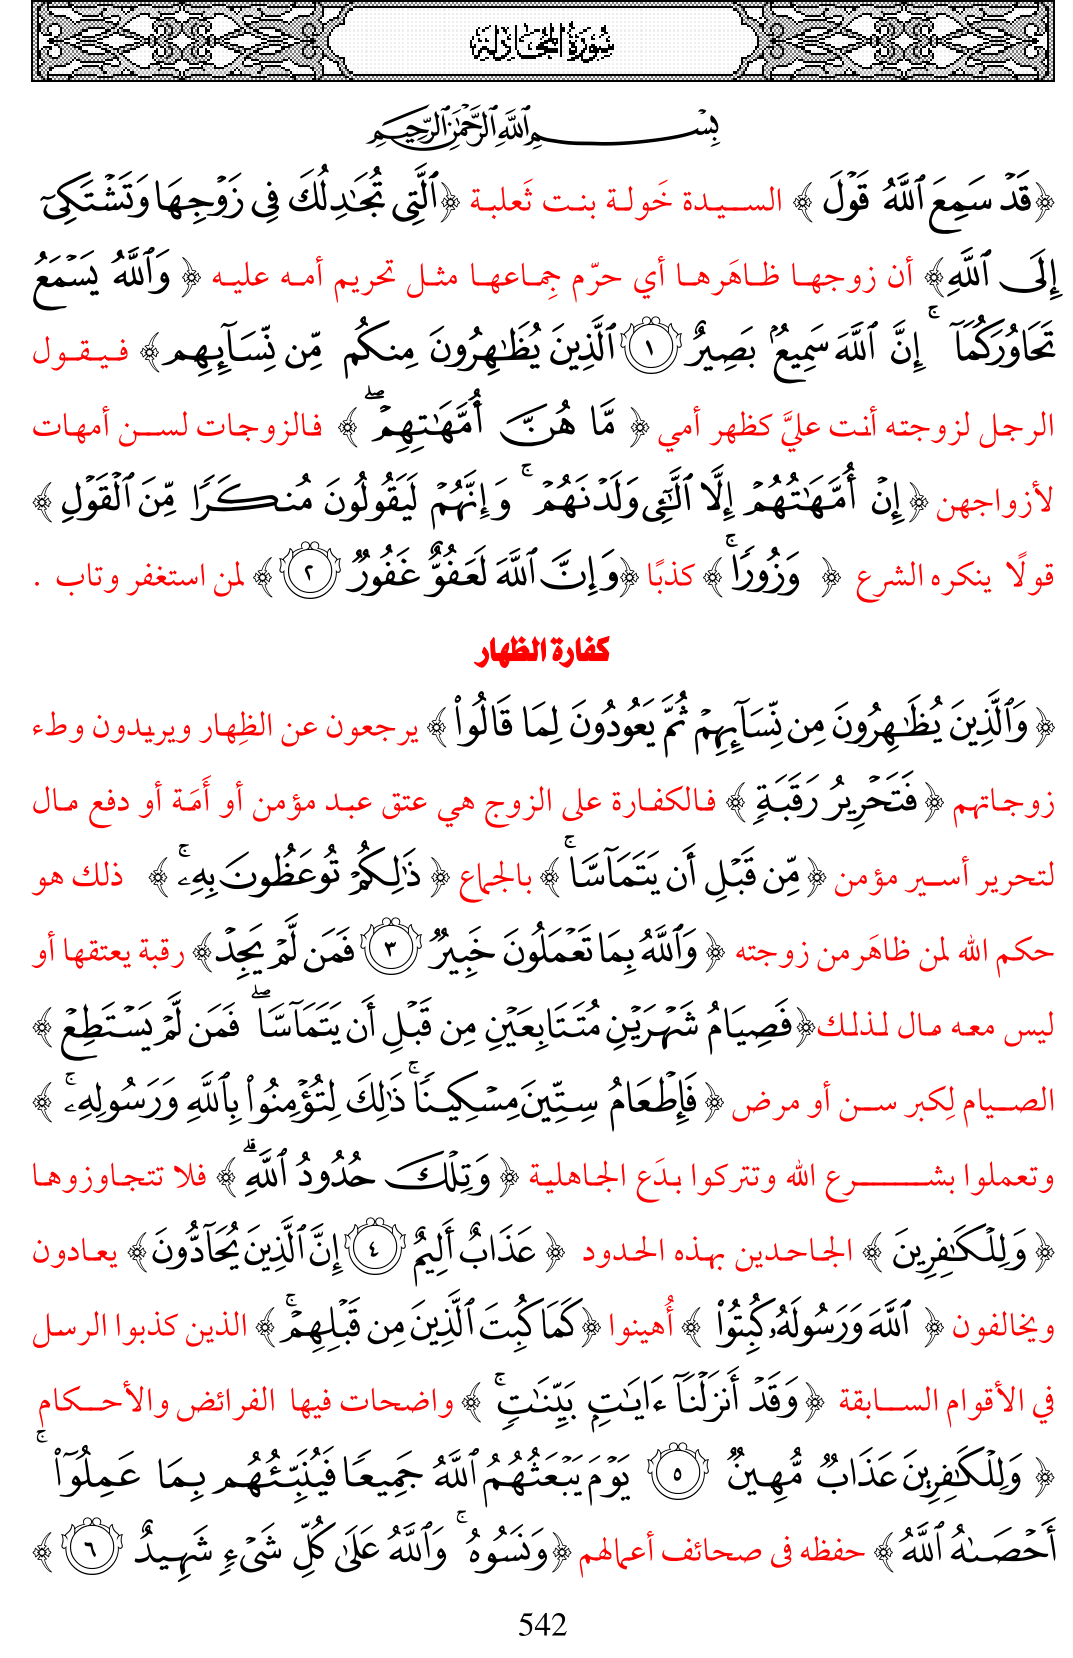 سُورَةُ المُجَادلة
بِسْمِ ٱللَّهِ ٱلرَّحْمَٰنِ ٱلرَّحِيمِ
﴿قَدْ سَمِعَ ٱللَّهُ قَوْلَ ﴾ السيدة خَولة بنت ثَعلبة ﴿ٱلَّتِي تُجَٰدِلُكَ فِي زَوْجِهَا وَتَشْتَكِيٓ
إِلَى ٱللَّهِ﴾ أن زوجها ظاهَرها أي حرّم جِماعها مثل تحريم أمه عليه ﴿ وَٱللَّهُ يَسْمَعُ
تَحَاوُرَكُمَآ ۚ إِنَّ ٱللَّهَ سَمِيعٌۢ بَصِيرٌ ١ ٱلَّذِينَ يُظَٰهِرُونَ مِنكُم مِّن نِّسَآئِهِم ﴾ فيقول
الرجل لزوجته أنت عليَّ كظهر أمي ﴿ مَّا هُنَّ أُمَّهَٰتِهِمْ ۖ ﴾ فالزوجات لسن أمهات
لأزواجهن ﴿ إِنْ أُمَّهَٰتُهُمْ إِلَّا ٱلَّٰٓـِٔي وَلَدْنَهُمْ ۚ وَإِنَّهُمْ لَيَقُولُونَ مُنكَرًا مِّنَ ٱلْقَوْلِ ﴾
قولًا ينكره الشرع ﴿ وَزُورًا ۚ ﴾ كذبًا ﴿وَإِنَّ ٱللَّهَ لَعَفُوٌّ غَفُورٌ ٢ ﴾ لمن استغفر وتاب .
كفارة الظهار
﴿ وَٱلَّذِينَ يُظَٰهِرُونَ مِن نِّسَآئِهِمْ ثُمَّ يَعُودُونَ لِمَا قَالُوا۟ ﴾ يرجعون عن الظِهار ويريدون وطء
زوجاتهم ﴿ فَتَحْرِيرُ رَقَبَةٍ ﴾ فالكفارة على الزوج هي عتق عبد مؤمن أو أَمَة أو دفع مال
لتحرير أسير مؤمن ﴿ مِّن قَبْلِ أَن يَتَمَآسَّا ۚ ﴾ بالجماع ﴿ ذَٰلِكُمْ تُوعَظُونَ بِهِۦ ۚ ﴾ ذلك هو
حكم الله لمن ظاهَر من زوجته ﴿ وَٱللَّهُ بِمَا تَعْمَلُونَ خَبِيرٌ ٣ فَمَن لَّمْ يَجِدْ﴾ رقبة يعتقها أو
ليس معه مال لذلك﴿فَصِيَامُ شَهْرَيْنِ مُتَتَابِعَيْنِ مِن قَبْلِ أَن يَتَمَآسَّا ۖ فَمَن لَّمْ يَسْتَطِعْ ﴾
الصيام لِكبر سن أو مرض ﴿ فَإِطْعَامُ سِتِّينَ مِسْكِينًا ۚ ذَٰلِكَ لِتُؤْمِنُوا۟ بِٱللَّهِ وَرَسُولِهِۦ ۚ ﴾
وتعملوا بشرع الله وتتركوا بدَع الجاهلية ﴿ وَتِلْكَ حُدُودُ ٱللَّهِ ۗ ﴾ فلا تتجاوزوها
﴿ وَلِلْكَٰفِرِينَ ﴾ الجاحدين بهذه الحدود ﴿ عَذَابٌ أَلِيمٌ ٤ إِنَّ ٱلَّذِينَ يُحَآدُّونَ ﴾ يعادون
ويخالفون ﴿ ٱللَّهَ وَرَسُولَهُۥ كُبِتُوا۟ ﴾ أُهينوا ﴿كَمَا كُبِتَ ٱلَّذِينَ مِن قَبْلِهِمْ ۚ ﴾ الذين كذبوا الرسل
في الأقوام السابقة ﴿ وَقَدْ أَنزَلْنَآ ءَايَٰتٍۭ بَيِّنَٰتٍ ۚ ﴾ واضحات فيها الفرائض والأحكام
﴿ وَلِلْكَٰفِرِينَ عَذَابٌ مُّهِينٌ ٥ يَوْمَ يَبْعَثُهُمُ ٱللَّهُ جَمِيعًا فَيُنَبِّئُهُم بِمَا عَمِلُوٓا۟ ۚ
أَحْصَىٰهُ ٱللَّهُ ﴾ حفظه فى صحائف أعمالهم ﴿وَنَسُوهُ ۚ وَٱللَّهُ عَلَىٰ كُلِّ شَىْءٍ شَهِيدٌ ٦ ﴾
542